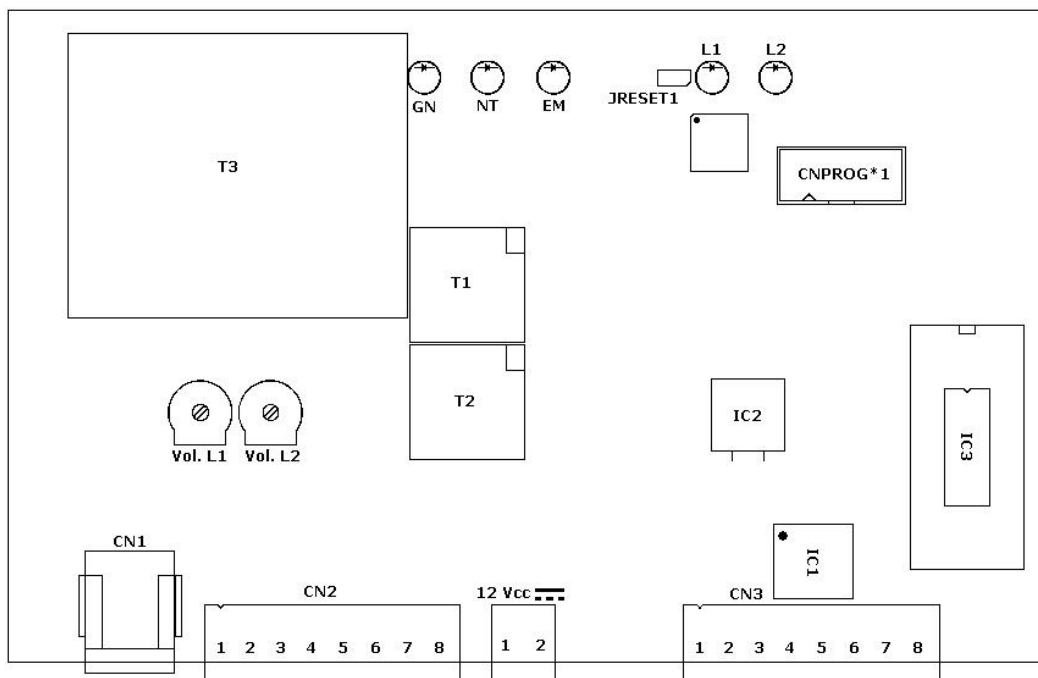 L1 L2
JRESET1
GN NT EM
T3
CNPROG*1
T1
T2
IC2
IC3
Vol. L1 Vol. L2
CN1
IC1
CN2
12 Vcc
CN3
1 2 3 4 5 6 7 8
1 2
1 2 3 4 5 6 7 8